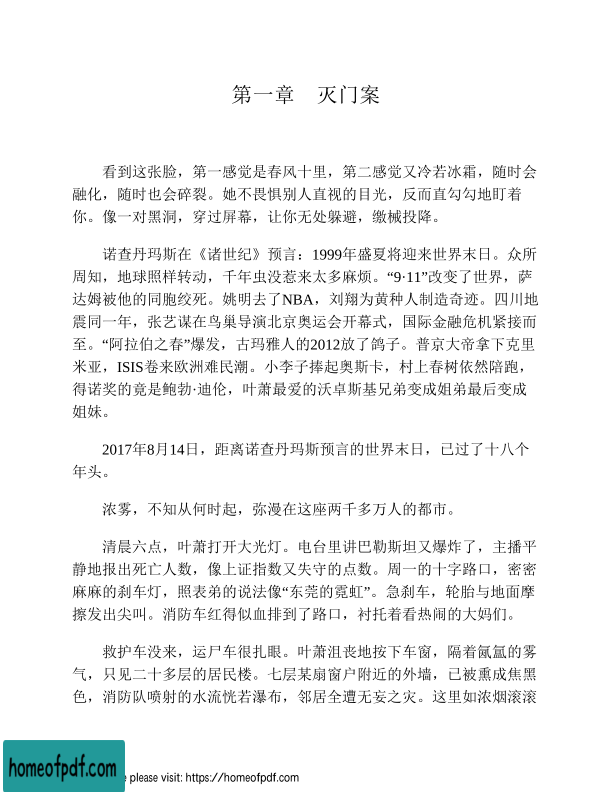 第一章　灭门案
看到这张脸，第一感觉是春风十里，第二感觉又冷若冰霜，随时会
融化，随时也会碎裂。她不畏惧别人直视的目光，反而直勾勾地盯着
你。像一对黑洞，穿过屏幕，让你无处躲避，缴械投降。
诺查丹玛斯在《诸世纪》预言：1999年盛夏将迎来世界末日。众所
周知，地球照样转动，千年虫没惹来太多麻烦。“9·11”改变了世界，萨
达姆被他的同胞绞死。姚明去了NBA，刘翔为黄种人制造奇迹。四川地
震同一年，张艺谋在鸟巢导演北京奥运会开幕式，国际金融危机紧接而
至。“阿拉伯之春”爆发，古玛雅人的2012放了鸽子。普京大帝拿下克里
米亚，ISIS卷来欧洲难民潮。小李子捧起奥斯卡，村上春树依然陪跑，
得诺奖的竟是鲍勃·迪伦，叶萧最爱的沃卓斯基兄弟变成姐弟最后变成
姐妹。
2017年8月14日，距离诺查丹玛斯预言的世界末日，已过了十八个
年头。
浓雾，不知从何时起，弥漫在这座两千多万人的都市。
清晨六点，叶萧打开大光灯。电台里讲巴勒斯坦又爆炸了，主播平
静地报出死亡人数，像上证指数又失守的点数。周一的十字路口，密密
麻麻的刹车灯，照表弟的说法像“东莞的霓虹”。急刹车，轮胎与地面摩
擦发出尖叫。消防车红得似血排到了路口，衬托着看热闹的大妈们。
救护车没来，运尸车很扎眼。叶萧沮丧地按下车窗，隔着氤氲的雾
气，只见二十多层的居民楼。七层某扇窗户附近的外墙，已被熏成焦黑
色，消防队喷射的水流恍若瀑布，邻居全遭无妄之灾。这里如浓烟滚滚
homeofpdf.com
e please visit: https://homeofpdf.com